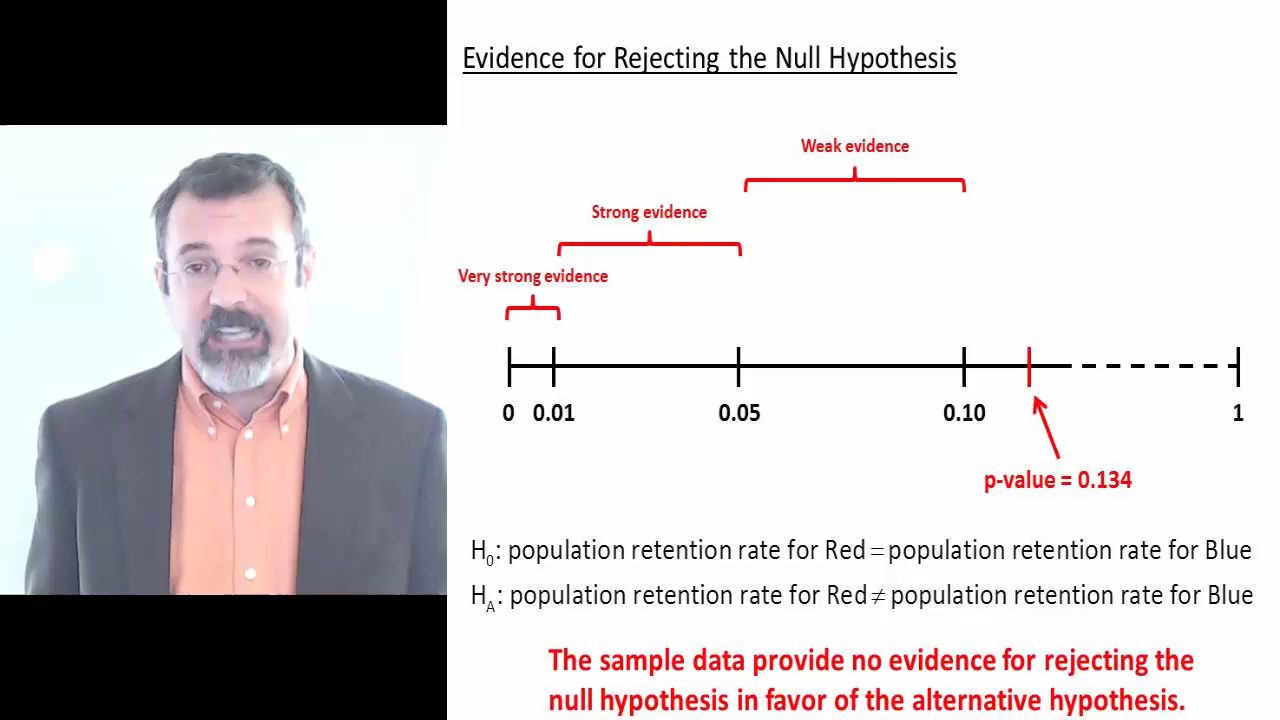 Evidence for Rejecting the Null Hypothesis
Weak evidence
Strong evidence
Very strong evidence
0 0.01 0.05 0.10 1
p-value = 0.134
H₀: population retention rate for Red = population retention rate for Blue
H_A: population retention rate for Red ≠ population retention rate for Blue
The sample data provide no evidence for rejecting the
null hypothesis in favor of the alternative hypothesis.